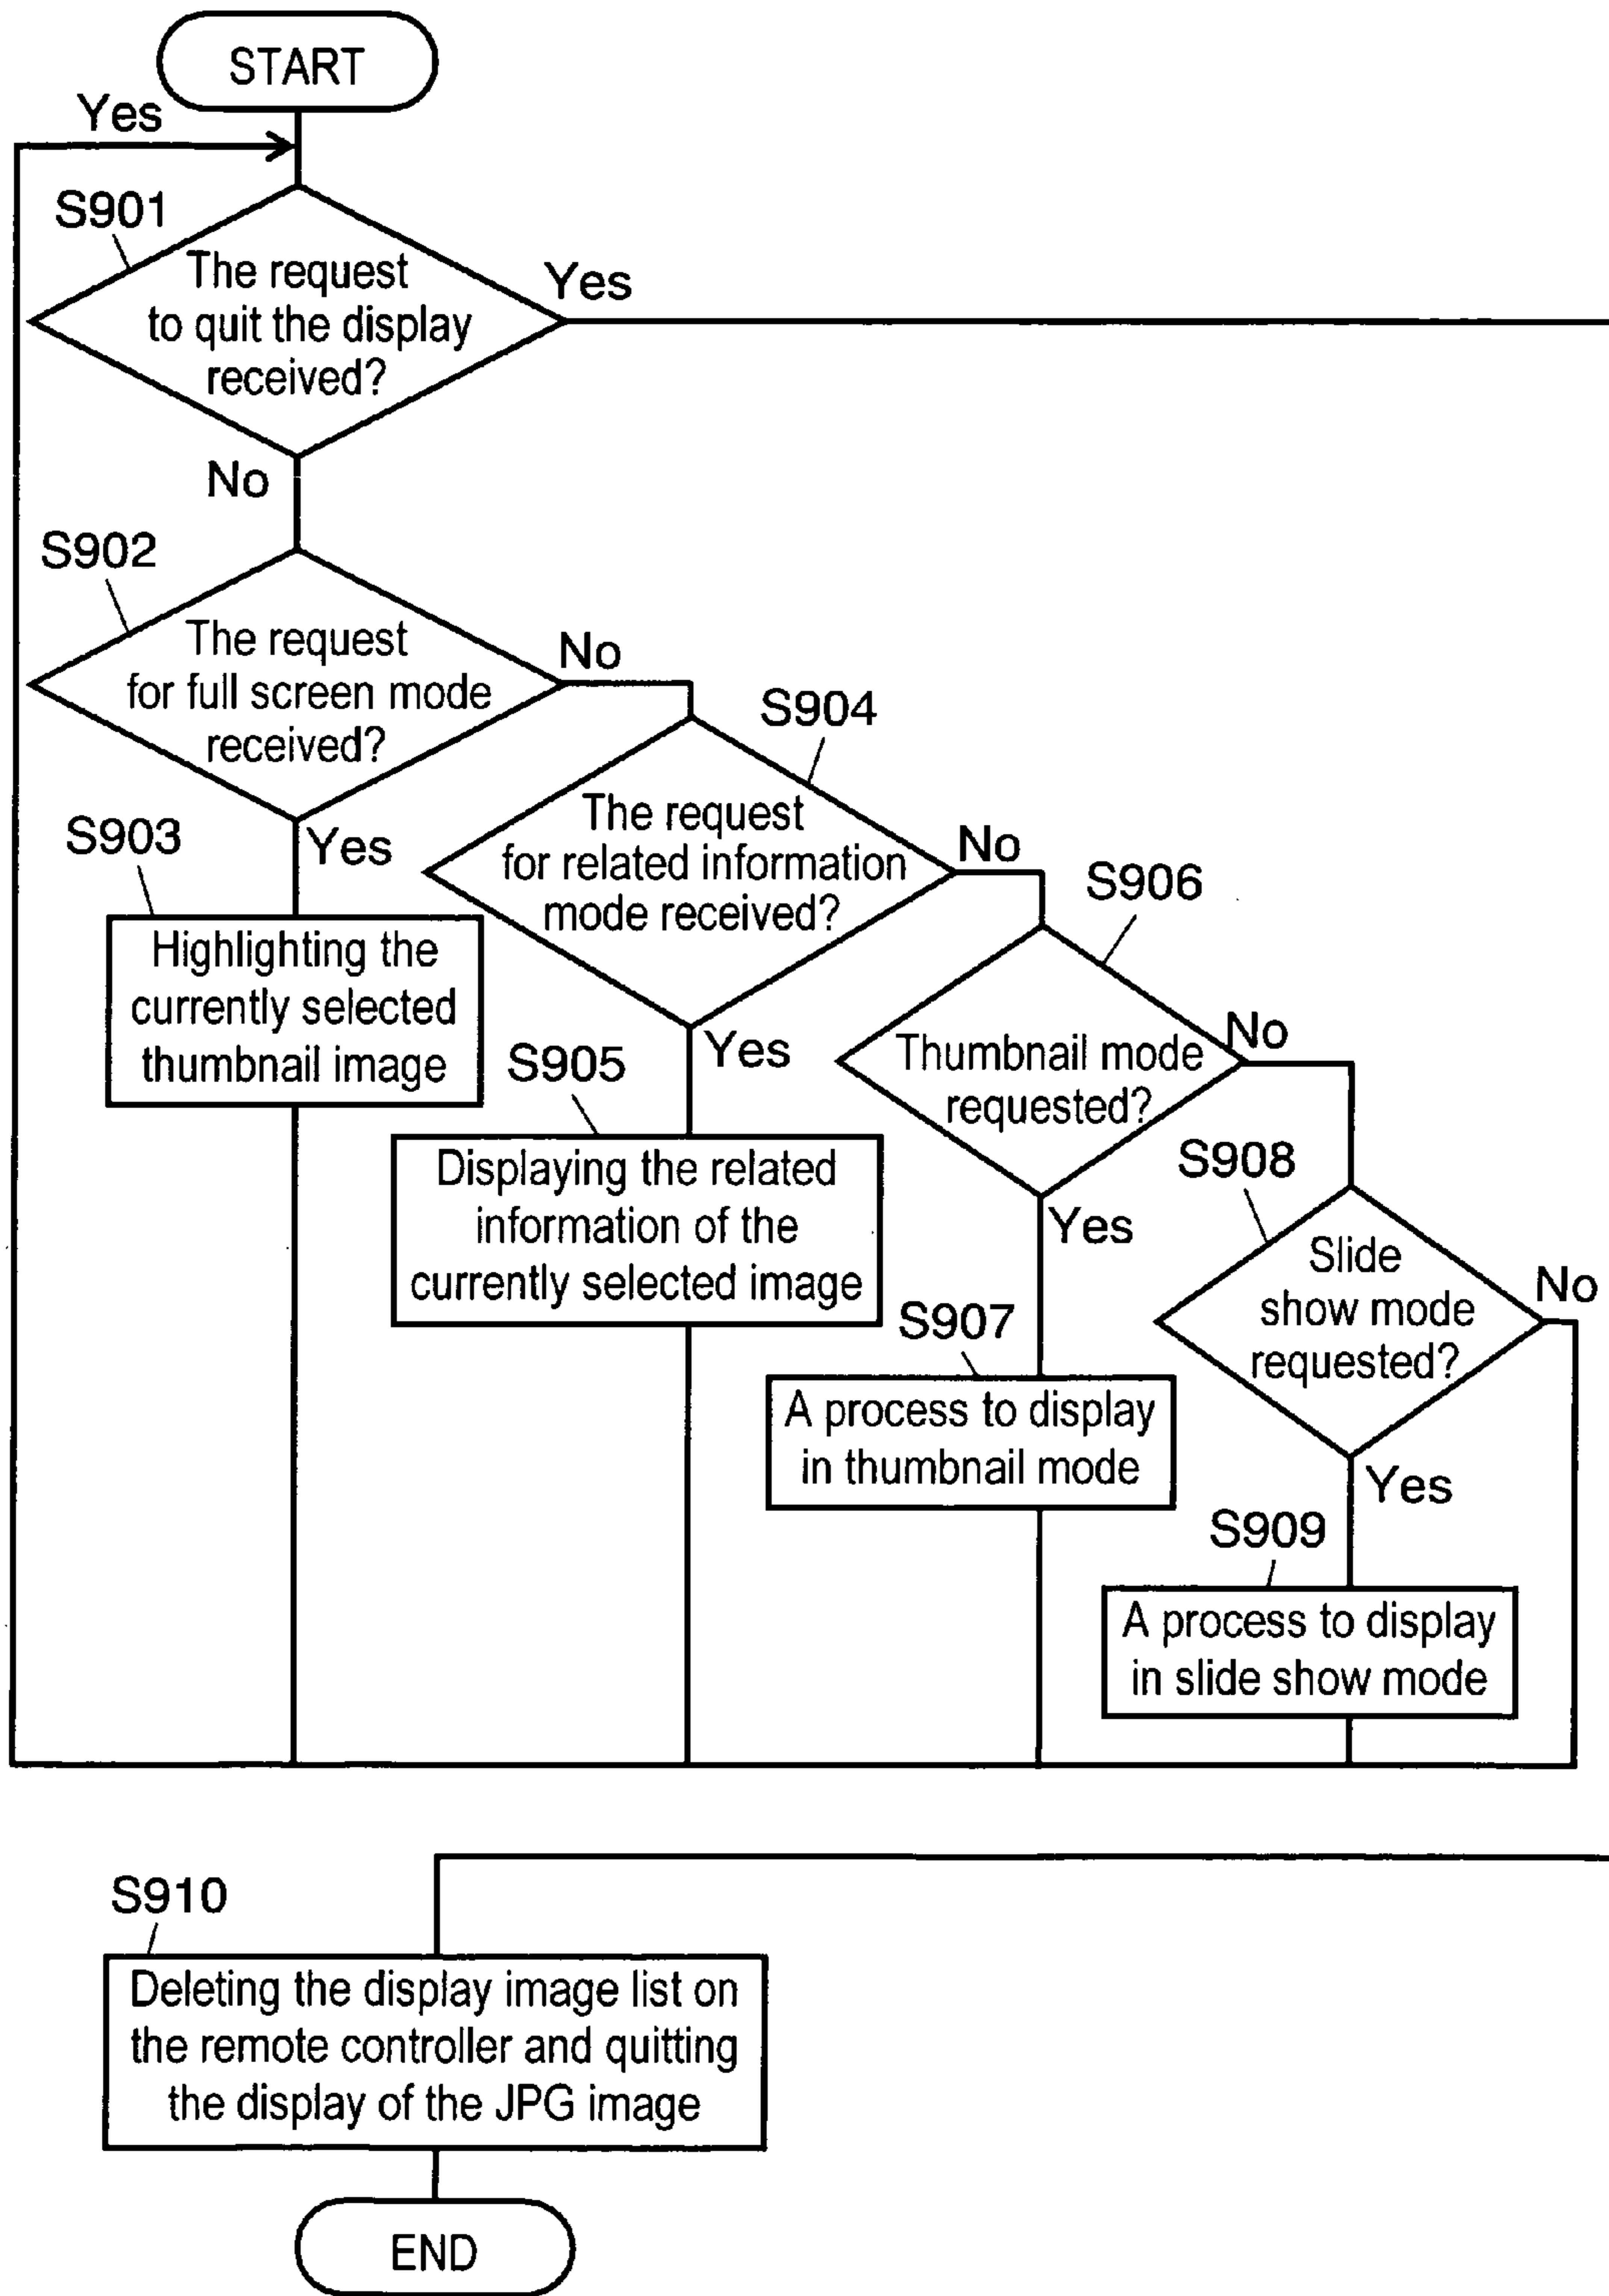 START
Yes
S901
The request
to quit the display
received?
Yes
No
S902
The request
for full screen mode
received?
No
S904
The request
for related information
mode received?
No
S903
Yes
Highlighting the
currently selected
thumbnail image
S906
Thumbnail mode
requested?
No
S905
Yes
Displaying the related
information of the
currently selected image
S908
Slide
show mode
requested?
No
Yes
S907
A process to display
in thumbnail mode
Yes
S909
A process to display
in slide show mode
S910
Deleting the display image list on
the remote controller and quitting
the display of the JPG image
END